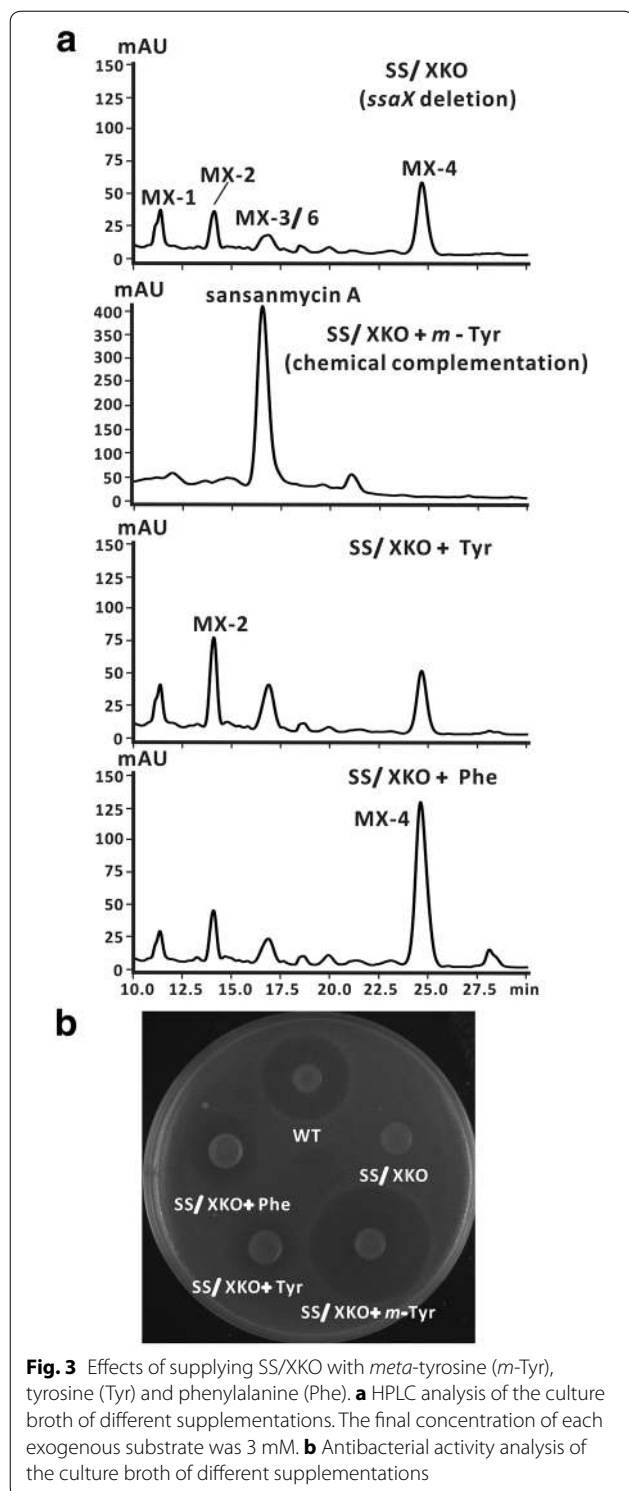 a
mAU
150
125
100
75
50
25
0
SS/ XKO
(ssaX deletion)
MX-1
MX-2
MX-3/ 6
MX-4
mAU
400
350
300
250
200
150
100
50
0
sansanmycin A
SS/ XKO + m - Tyr
(chemical complementation)
mAU
150
125
100
75
50
25
0
SS/ XKO + Tyr
MX-2
mAU
150
125
100
75
50
25
0
SS/ XKO + Phe
MX-4
10.0 12.5 15.0 17.5 20.0 22.5 25.0 27.5 min
b
WT
SS/ XKO
SS/ XKO+ Phe
SS/ XKO+ Tyr
SS/ XKO+ m-Tyr
Fig. 3 Effects of supplying SS/XKO with meta-tyrosine (m-Tyr),
tyrosine (Tyr) and phenylalanine (Phe). a HPLC analysis of the culture
broth of different supplementations. The final concentration of each
exogenous substrate was 3 mM. b Antibacterial activity analysis of
the culture broth of different supplementations